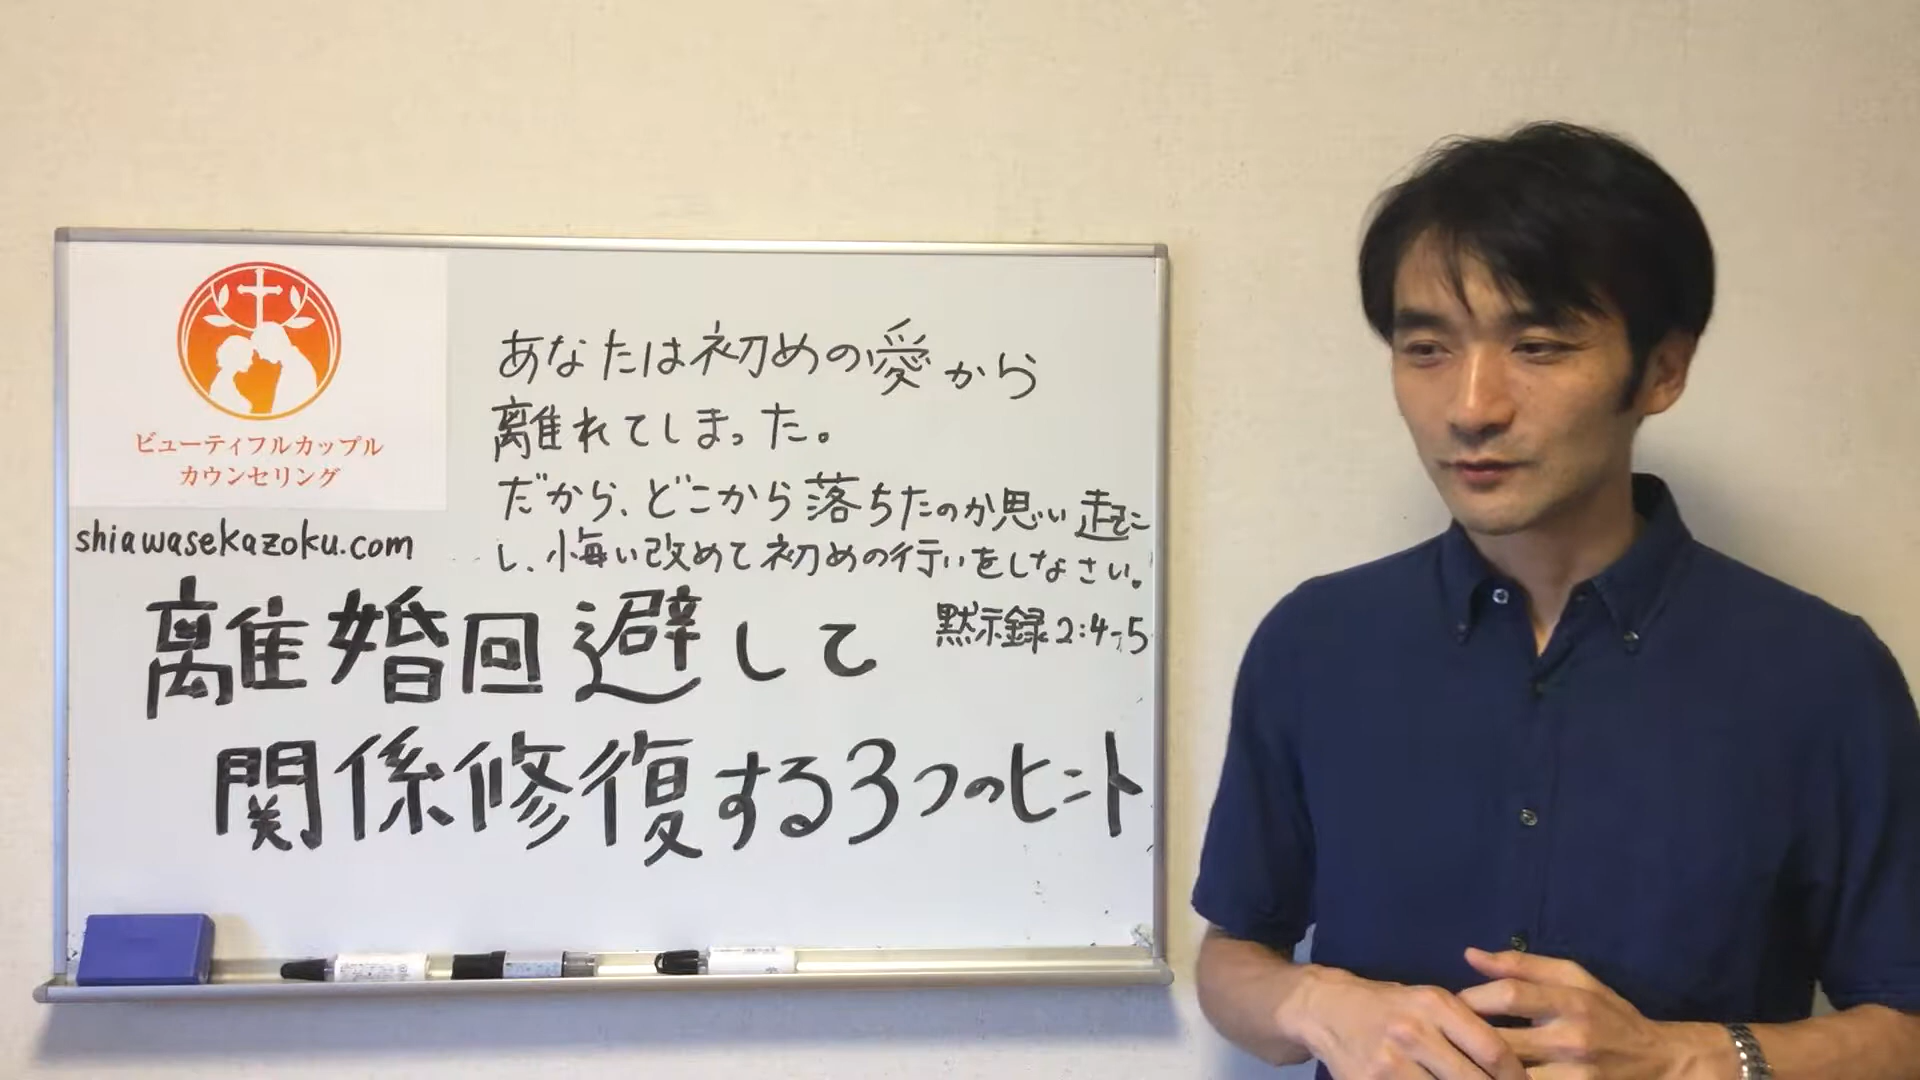 ビューティフルカップル
カウンセリング
shiawasekazoku.com
あなたは初めの愛から
離れてしまった。
だから、どこから落ちたのか思い起こ
し、悔い改めて初めの行いをしなさい。
黙示録2:4-5
離婚回避して
関係修復する3つのヒント